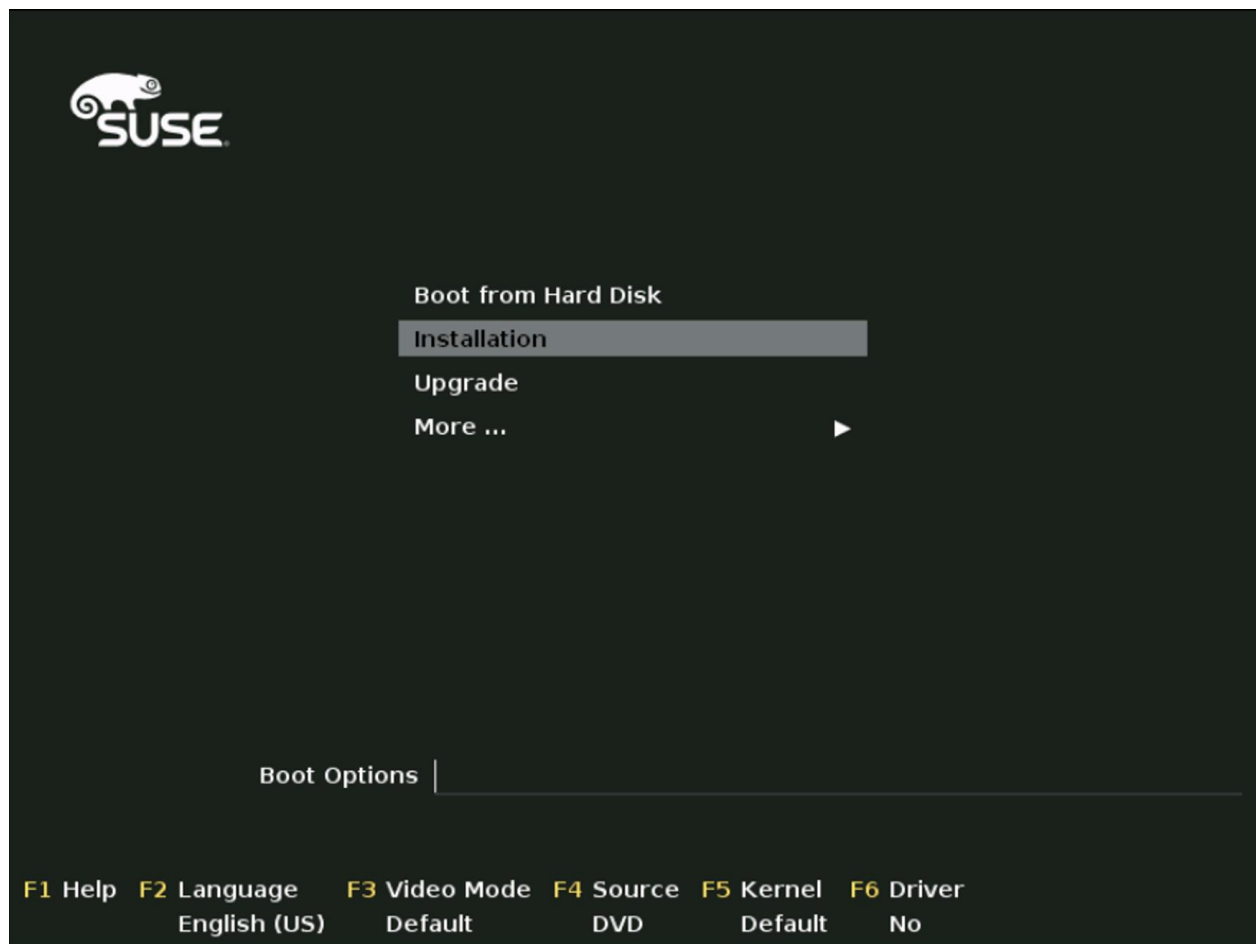 SUSE
Boot from Hard Disk
Installation
Upgrade
More ...
Boot Options
F1 Help F2 Language F3 Video Mode F4 Source F5 Kernel F6 Driver
English (US) Default DVD Default No